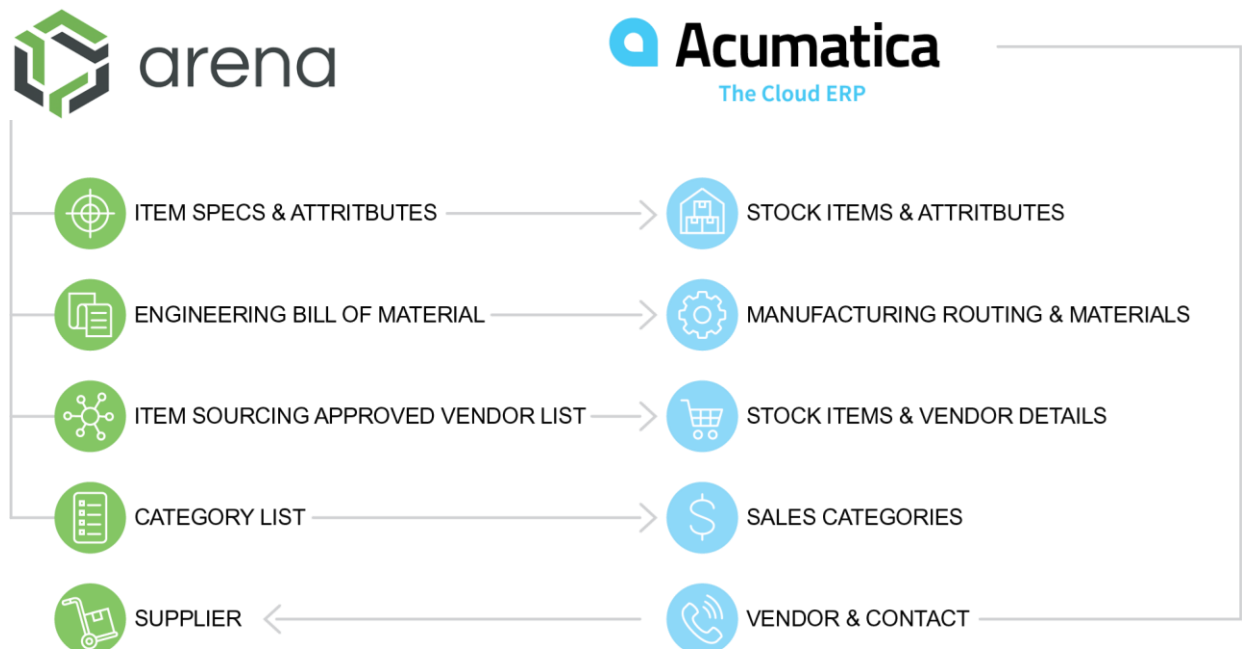 arena
Acumatica
The Cloud ERP
ITEM SPECS & ATTRITBUTES
STOCK ITEMS & ATTRITBUTES
ENGINEERING BILL OF MATERIAL
MANUFACTURING ROUTING & MATERIALS
ITEM SOURCING APPROVED VENDOR LIST
STOCK ITEMS & VENDOR DETAILS
CATEGORY LIST
SALES CATEGORIES
SUPPLIER
VENDOR & CONTACT